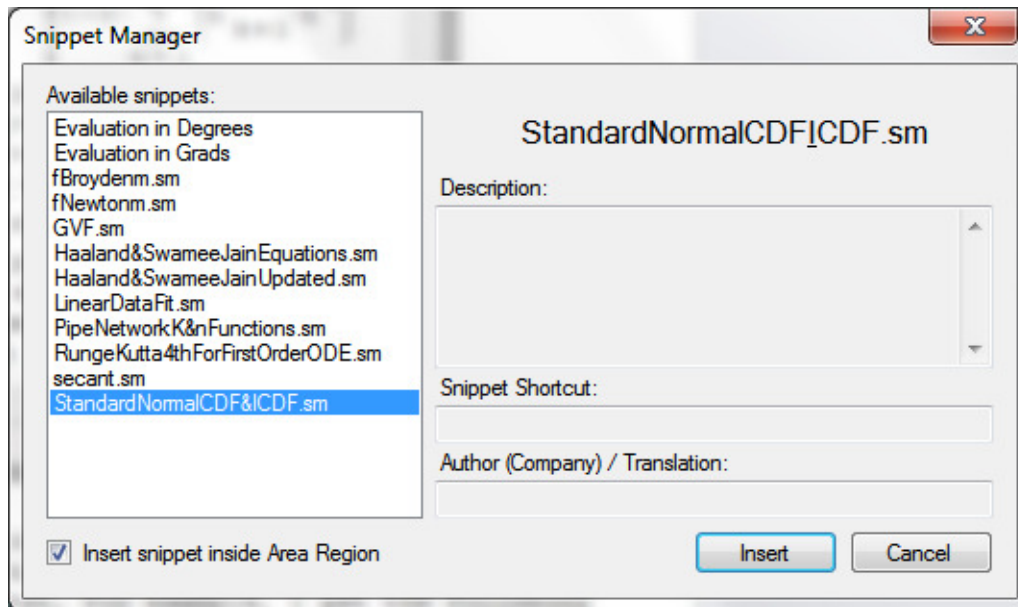 Snippet Manager
Available snippets:
Evaluation in Degrees
Evaluation in Grads
fBroydenm.sm
fNewtonm.sm
GVF.sm
Haaland&SwameeJainEquations.sm
Haaland&SwameeJainUpdated.sm
LinearDataFit.sm
PipeNetworkK&nFunctions.sm
RungeKutta4thForFirstOrderODE.sm
secant.sm
StandardNormalCDF&ICDF.sm
StandardNormalCDFICDF.sm
Description:
Snippet Shortcut:
Author (Company) / Translation:
Insert snippet inside Area Region
Insert
Cancel